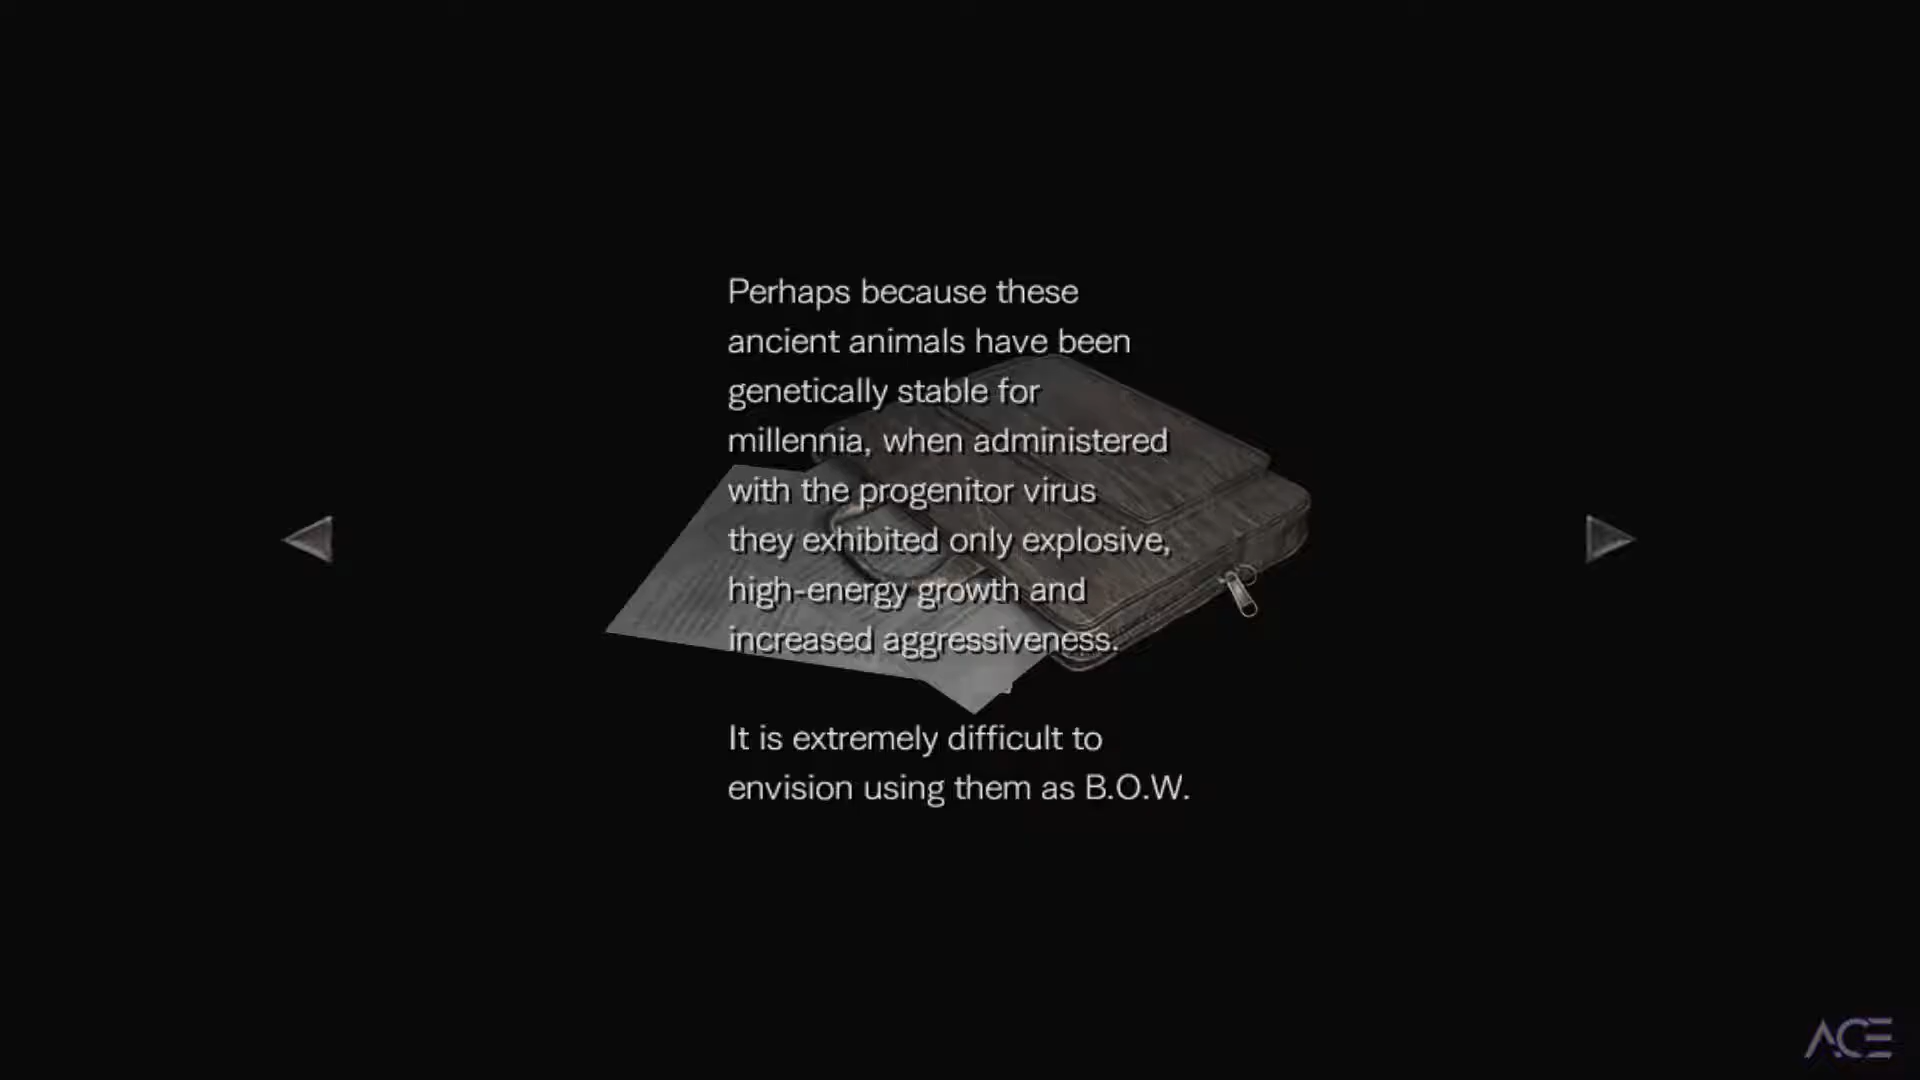 Perhaps because these
ancient animals have been
genetically stable for
millennia, when administered
with the progenitor virus
they exhibited only explosive,
high-energy growth and
increased aggressiveness.
It is extremely difficult to
envision using them as B.O.W.
ACE